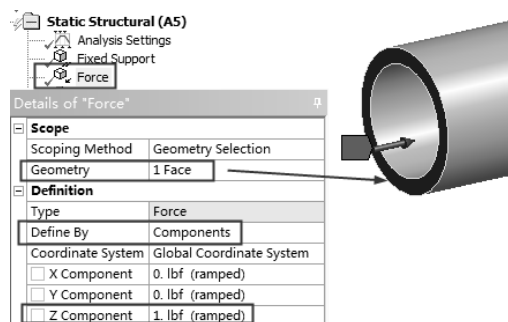 Static Structural (A5)
Analysis Settings
Fixed Support
Force
Details of "Force"
Scope
Scoping Method Geometry Selection
Geometry 1 Face
Definition
Type Force
Define By Components
Coordinate System Global Coordinate System
X Component 0. lbf (ramped)
Y Component 0. lbf (ramped)
Z Component 1. lbf (ramped)